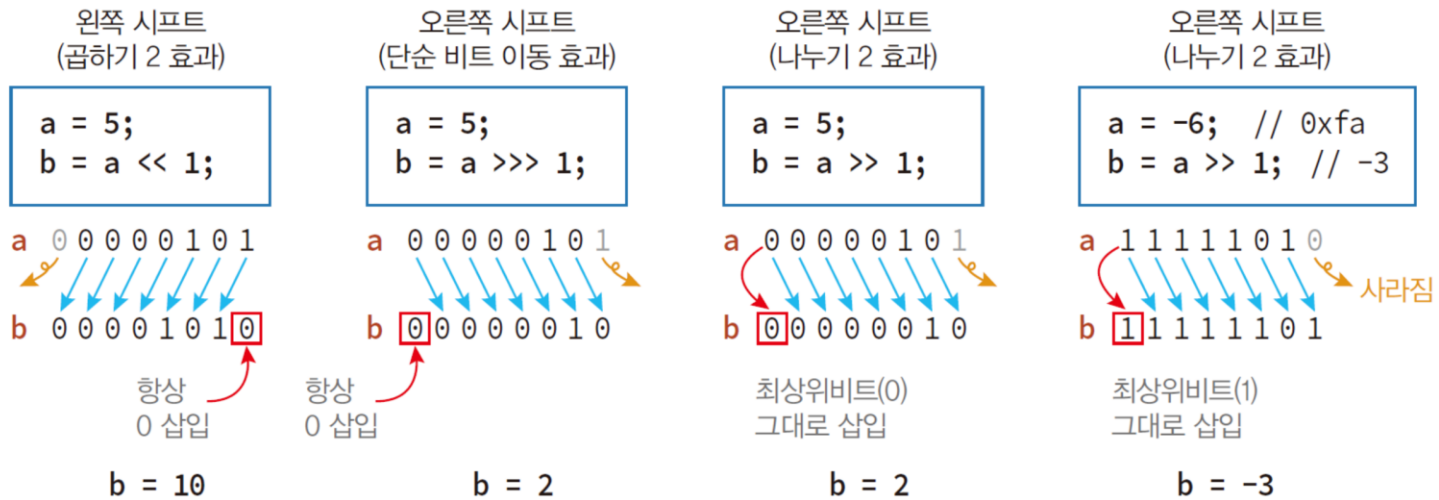 왼쪽 시프트
(곱하기 2 효과)
a = 5;
b = a << 1;
a 0 0 0 0 0 1 0 1
b 0 0 0 0 1 0 1 0
항상
0 삽입
b = 10
오른쪽 시프트
(단순 비트 이동 효과)
a = 5;
b = a >>> 1;
a 0 0 0 0 0 1 0 1
b 0 0 0 0 0 0 1 0
항상
0 삽입
b = 2
오른쪽 시프트
(나누기 2 효과)
a = 5;
b = a >> 1;
a 0 0 0 0 0 1 0 1
b 0 0 0 0 0 0 1 0
최상위비트(0)
그대로 삽입
b = 2
오른쪽 시프트
(나누기 2 효과)
a = -6; // 0xfa
b = a >> 1; // -3
a 1 1 1 1 1 0 1 0
사라짐
b 1 1 1 1 1 1 0 1
최상위비트(1)
그대로 삽입
b = -3